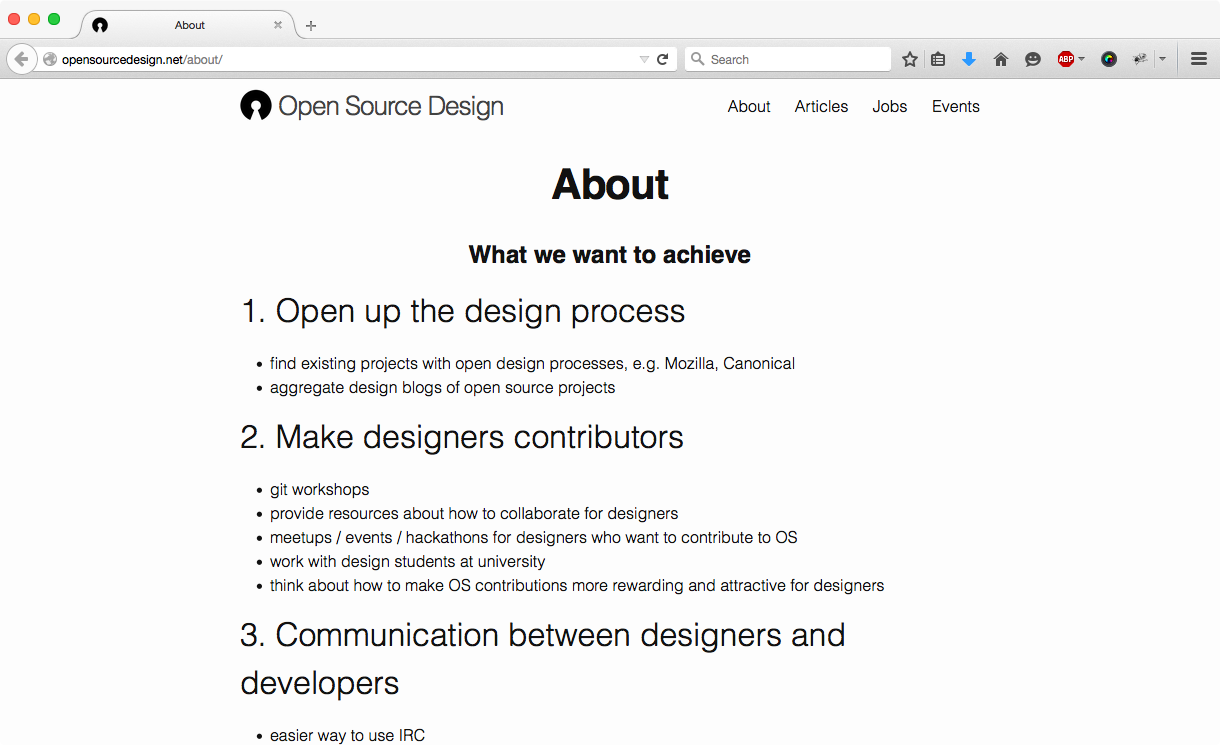 About
opensourcedesign.net/about/
Search
ABP
Open Source Design
About Articles Jobs Events
About
What we want to achieve
1. Open up the design process
• find existing projects with open design processes, e.g. Mozilla, Canonical
• aggregate design blogs of open source projects
2. Make designers contributors
• git workshops
• provide resources about how to collaborate for designers
• meetups / events / hackathons for designers who want to contribute to OS
• work with design students at university
• think about how to make OS contributions more rewarding and attractive for designers
3. Communication between designers and
developers
• easier way to use IRC